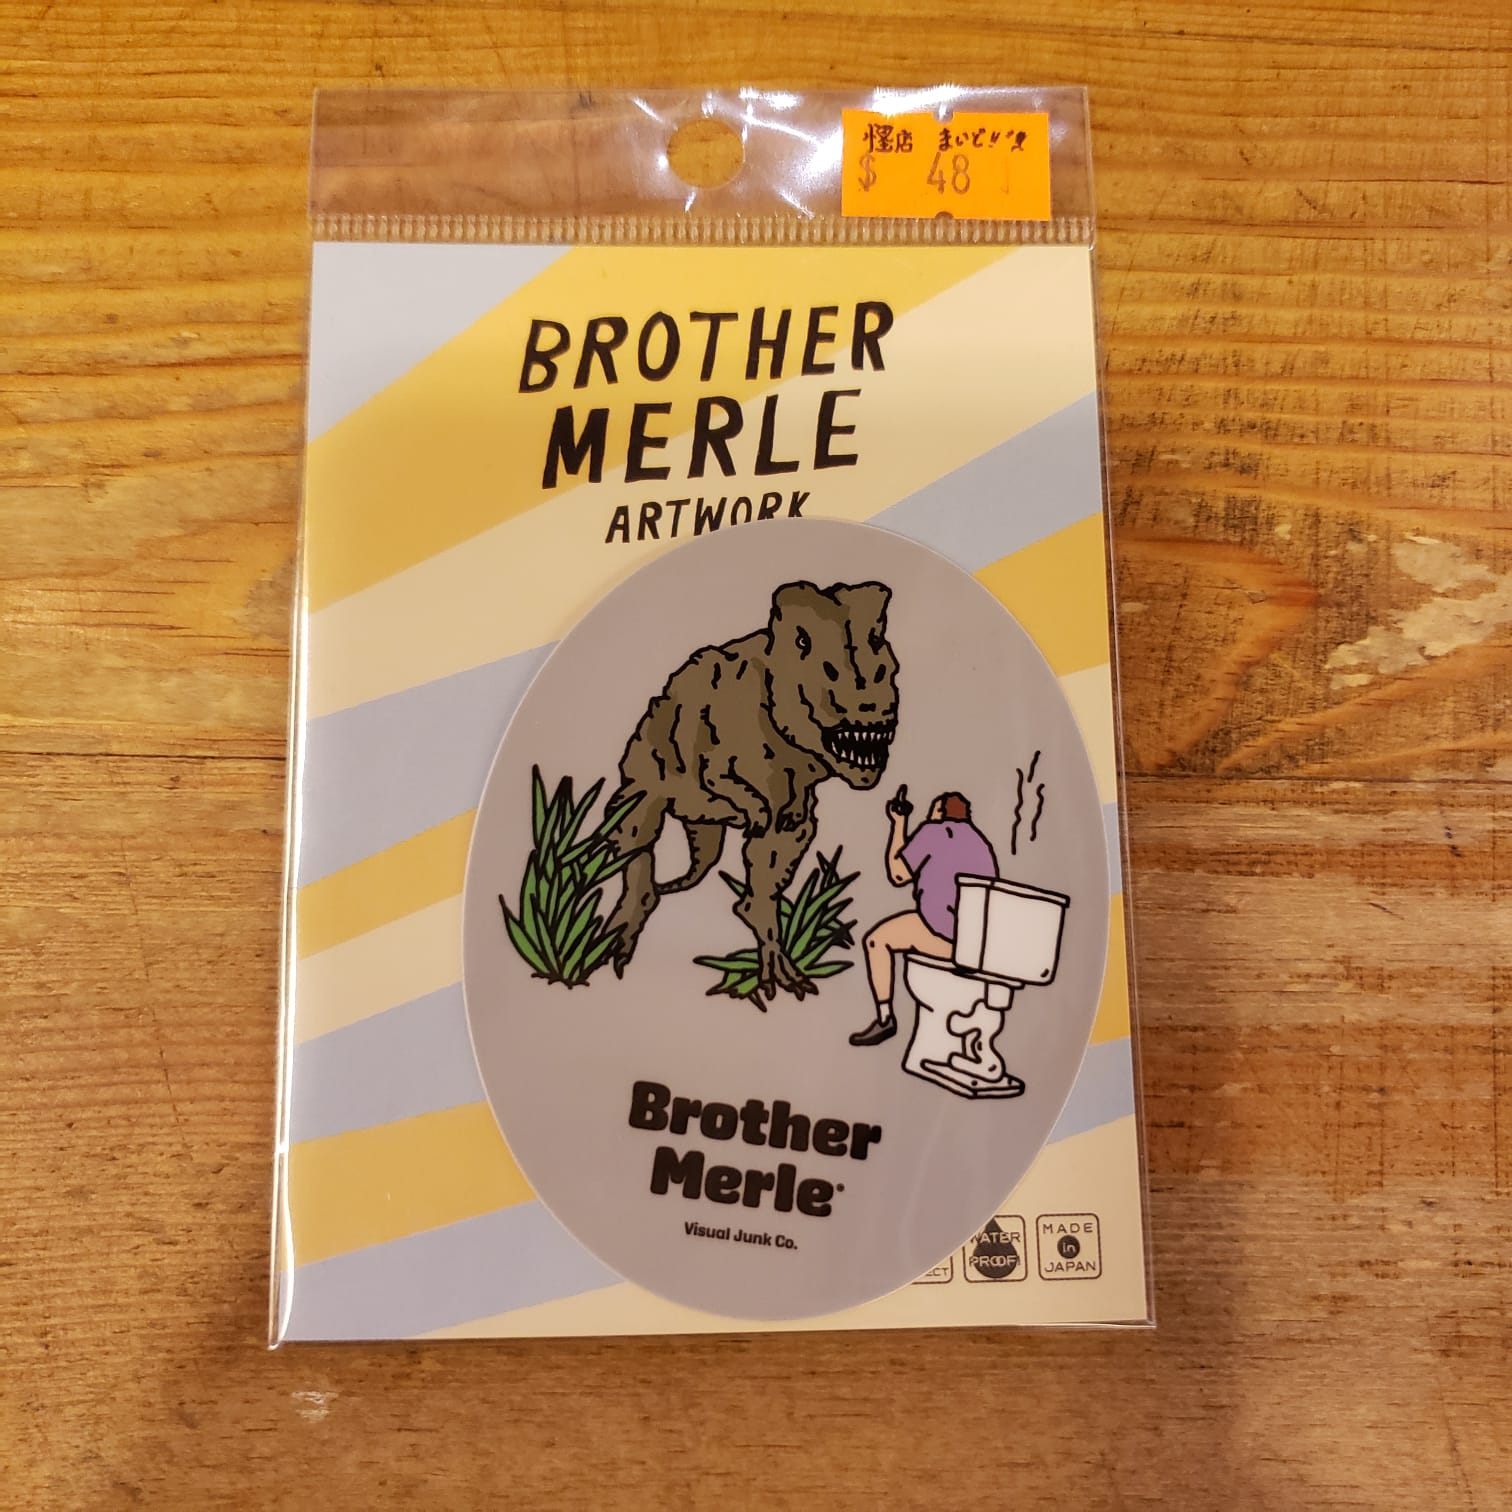 怪店 まいど!!
$ 48
BROTHER
MERLE
ARTWORK
Brother
Merle
Visual Junk Co.
WATER
PROOF
MADE
in
JAPAN